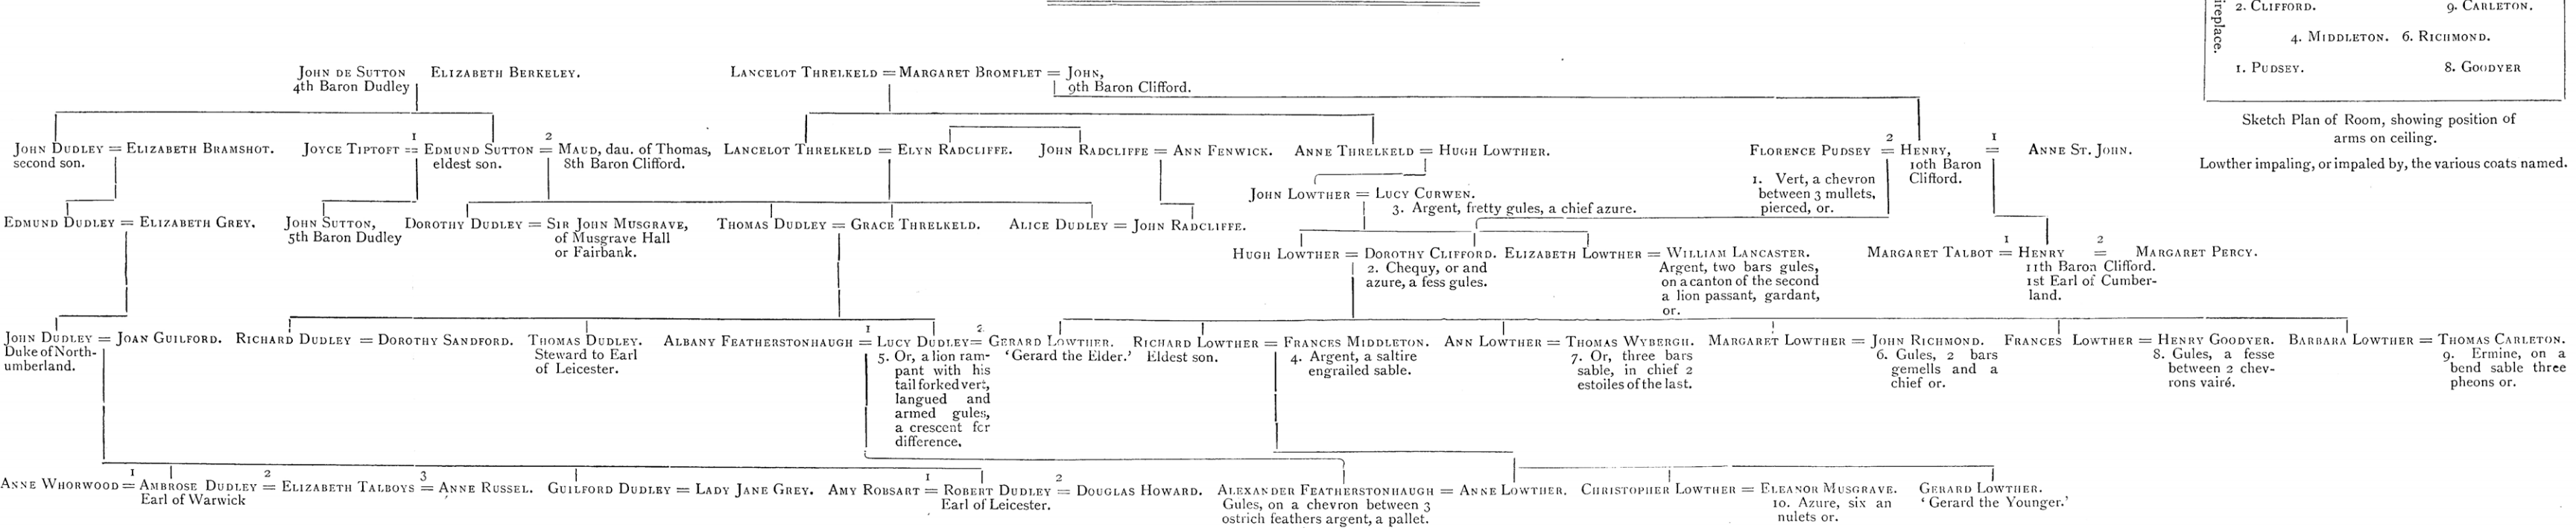 ireplace.
2. Clifford. 9. Carleton.
4. Middleton. 6. Richmond.
1. Pudsey. 8. Goodyer
Sketch Plan of Room, showing position of
arms on ceiling.
Lowther impaling, or impaled by, the various coats named.
John de Sutton Elizabeth Berkeley. Lancelot Threlkeld = Margaret Bromflet = John,
4th Baron Dudley 9th Baron Clifford.
1 2 2 1
John Dudley = Elizabeth Bramshot. Joyce Tiptoft == Edmund Sutton = Maud, dau. of Thomas, Lancelot Threlkeld = Elyn Radcliffe. John Radcliffe = Ann Fenwick. Anne Threlkeld = Hugh Lowther. Florence Pudsey = Henry, = Anne St. John.
second son. eldest son. 8th Baron Clifford. 10th Baron
Clifford.
1. Vert, a chevron
between 3 mullets,
pierced, or.
John Lowther = Lucy Curwen.
3. Argent, fretty gules, a chief azure.
Edmund Dudley = Elizabeth Grey. John Sutton, Dorothy Dudley = Sir John Musgrave, Thomas Dudley = Grace Threlkeld. Alice Dudley = John Radcliffe.
5th Baron Dudley of Musgrave Hall
or Fairbank.
1 2
Hugh Lowther = Dorothy Clifford. Elizabeth Lowther = William Lancaster. Margaret Talbot = Henry = Margaret Percy.
2. Chequy, or and
azure, a fess gules.
Argent, two bars gules,
on a canton of the second
a lion passant, gardant,
or.
11th Baron Clifford.
1st Earl of Cumber-
land.
1 2
John Dudley = Joan Guilford. Richard Dudley = Dorothy Sandford. Thomas Dudley. Albany Featherstonhaugh = Lucy Dudley = Gerard Lowther. Richard Lowther = Frances Middleton. Ann Lowther = Thomas Wybergh. Margaret Lowther = John Richmond. Frances Lowther = Henry Goodyer. Barbara Lowther = Thomas Carleton.
Duke of North-
umberland.
Steward to Earl
of Leicester.
5. Or, a lion ram-
pant with his
tail forked vert,
langued and
armed gules,
a crescent for
difference.
'Gerard the Elder.' Eldest son.
4. Argent, a saltire
engrailed sable.
7. Or, three bars
sable, in chief 2
estoiles of the last.
6. Gules, 2 bars
gemells and a
chief or.
8. Gules, a fesse
between 2 chev-
rons vairé.
9. Ermine, on a
bend sable three
pheons or.
1 2 3 1 2
Anne Whorwood = Ambrose Dudley = Elizabeth Talboys = Anne Russel. Guilford Dudley = Lady Jane Grey. Amy Robsart = Robert Dudley = Douglas Howard. Alexander Featherstonhaugh = Anne Lowther. Christopher Lowther = Eleanor Musgrave. Gerard Lowther.
Earl of Warwick Earl of Leicester.
Gules, on a chevron between 3
ostrich feathers argent, a pallet.
10. Azure, six an
nulets or.
'Gerard the Younger.'